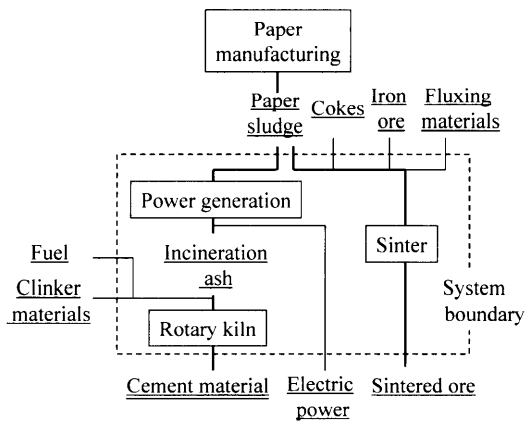 Paper
manufacturing
Paper
sludge
Cokes
Iron
ore
Fluxing
materials
Power generation
Incineration
ash
Sinter
Fuel
Clinker
materials
Rotary kiln
System
boundary
Cement material
Electric
power
Sintered ore